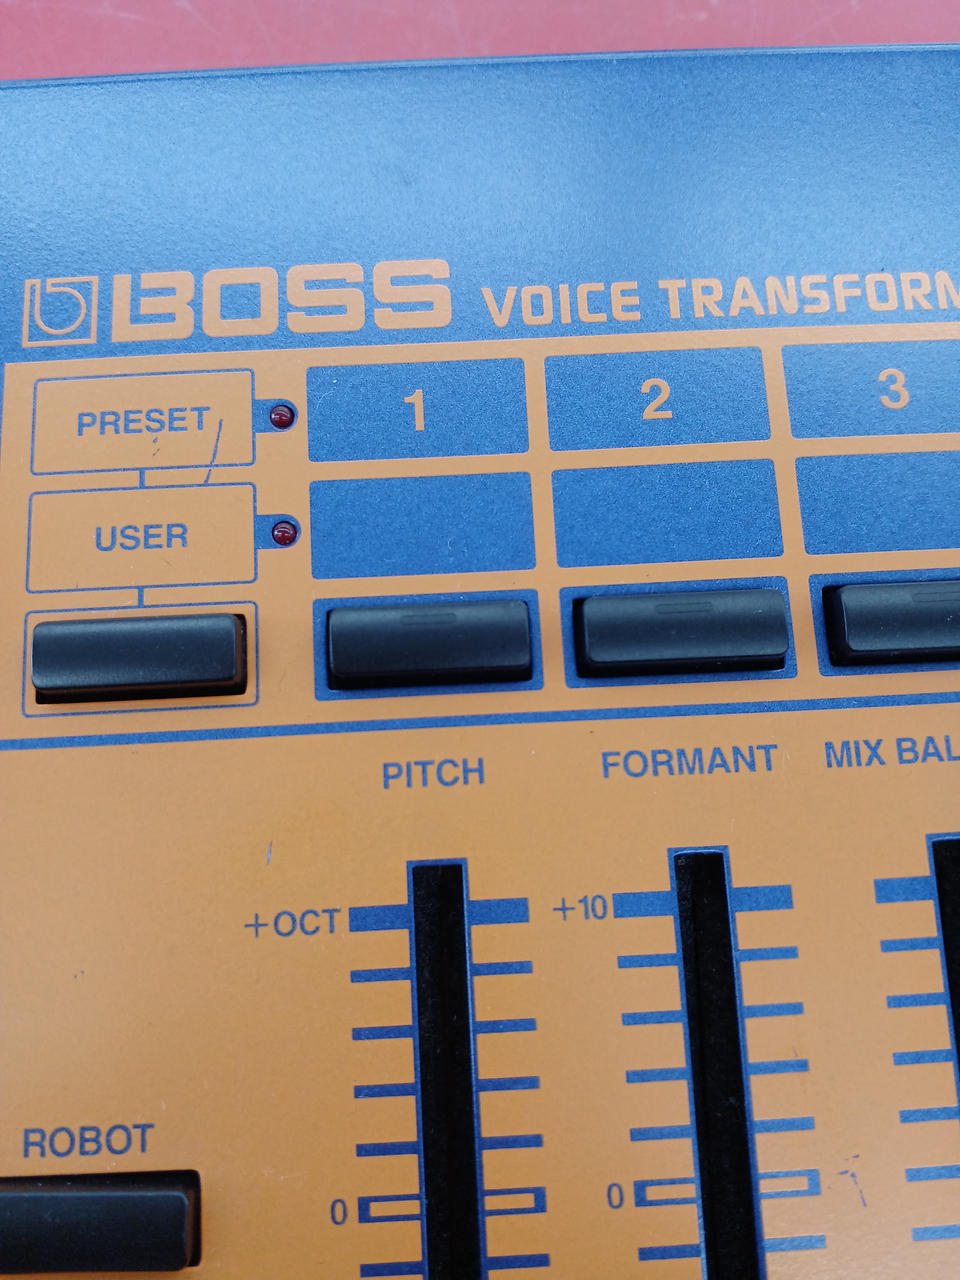 BOSS VOICE TRANSFORM
PRESET 1 2 3
USER
PITCH FORMANT MIX BAL
+OCT +10
ROBOT
0 0